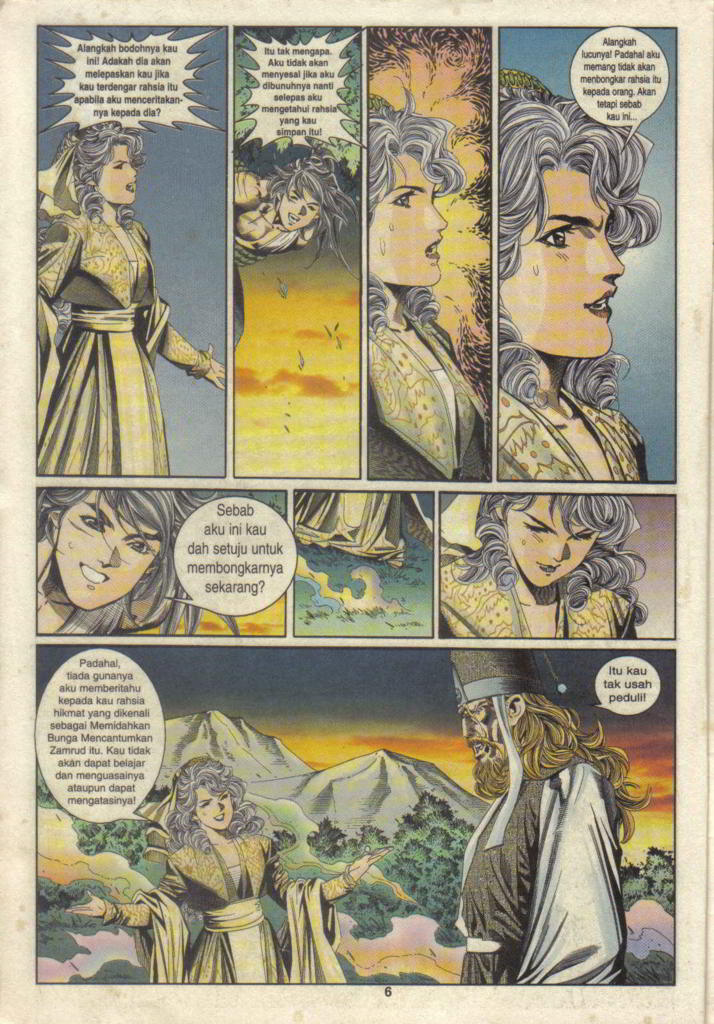 Alangkah bodohnya kau
ini! Adakah dia akan
melepaskan kau jika
kau terdengar rahsia itu
apabila aku menceritakan-
nya kepada dia?
Itu tak mengapa.
Aku tidak akan
menyesal jika aku
dibunuhnya nanti
selepas aku
mengetahui rahsia
yang kau
simpan itu!
Alangkah
lucunya! Padahal aku
memang tidak akan
menbongkar rahsia itu
kepada orang. Akan
tetapi sebab
kau ini...
Sebab
aku ini kau
dah setuju untuk
membongkarnya
sekarang?
Padahal,
tiada gunanya
aku memberitahu
kepada kau rahsia
hikmat yang dikenali
sebagai Memidahkan
Bunga Mencantumkan
Zamrud itu. Kau tidak
akan dapat belajar
dan menguasainya
ataupun dapat
mengatasinya!
Itu kau
tak usah
peduli!
6